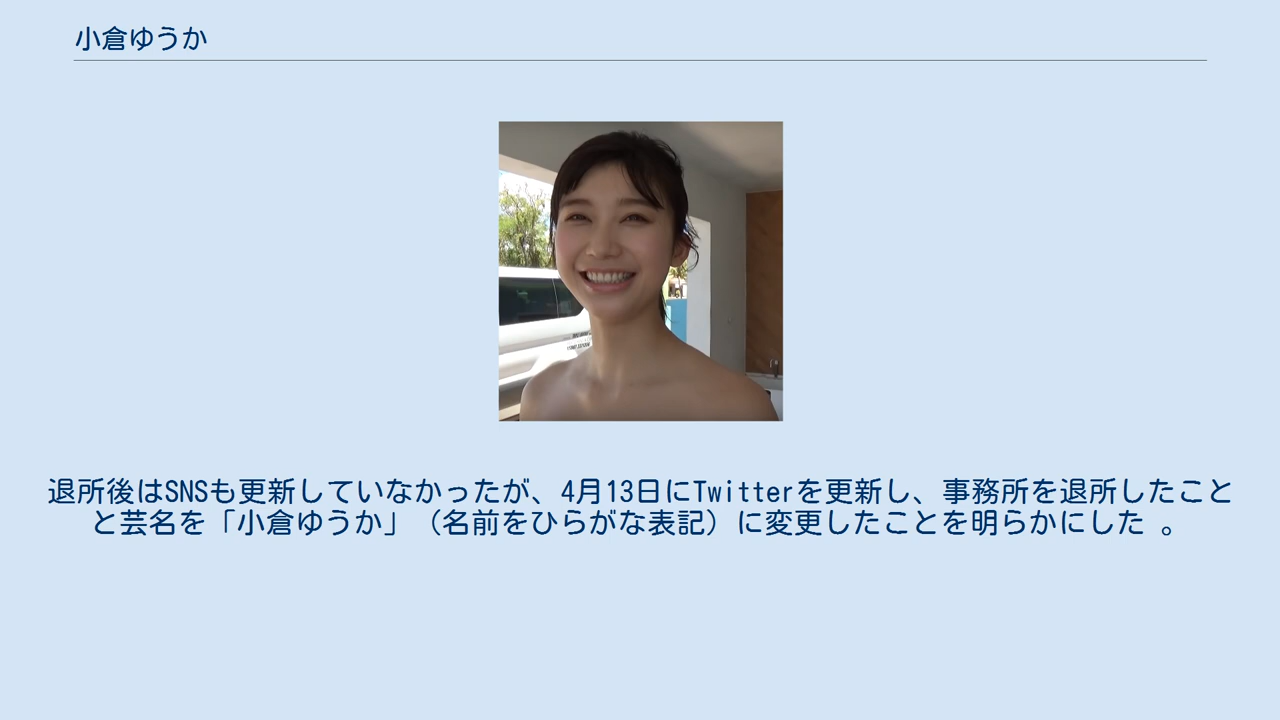 小倉ゆうか
退所後はSNSも更新していなかったが、4月13日にTwitterを更新し、事務所を退所したこと
と芸名を「小倉ゆうか」（名前をひらがな表記）に変更したことを明らかにした 。